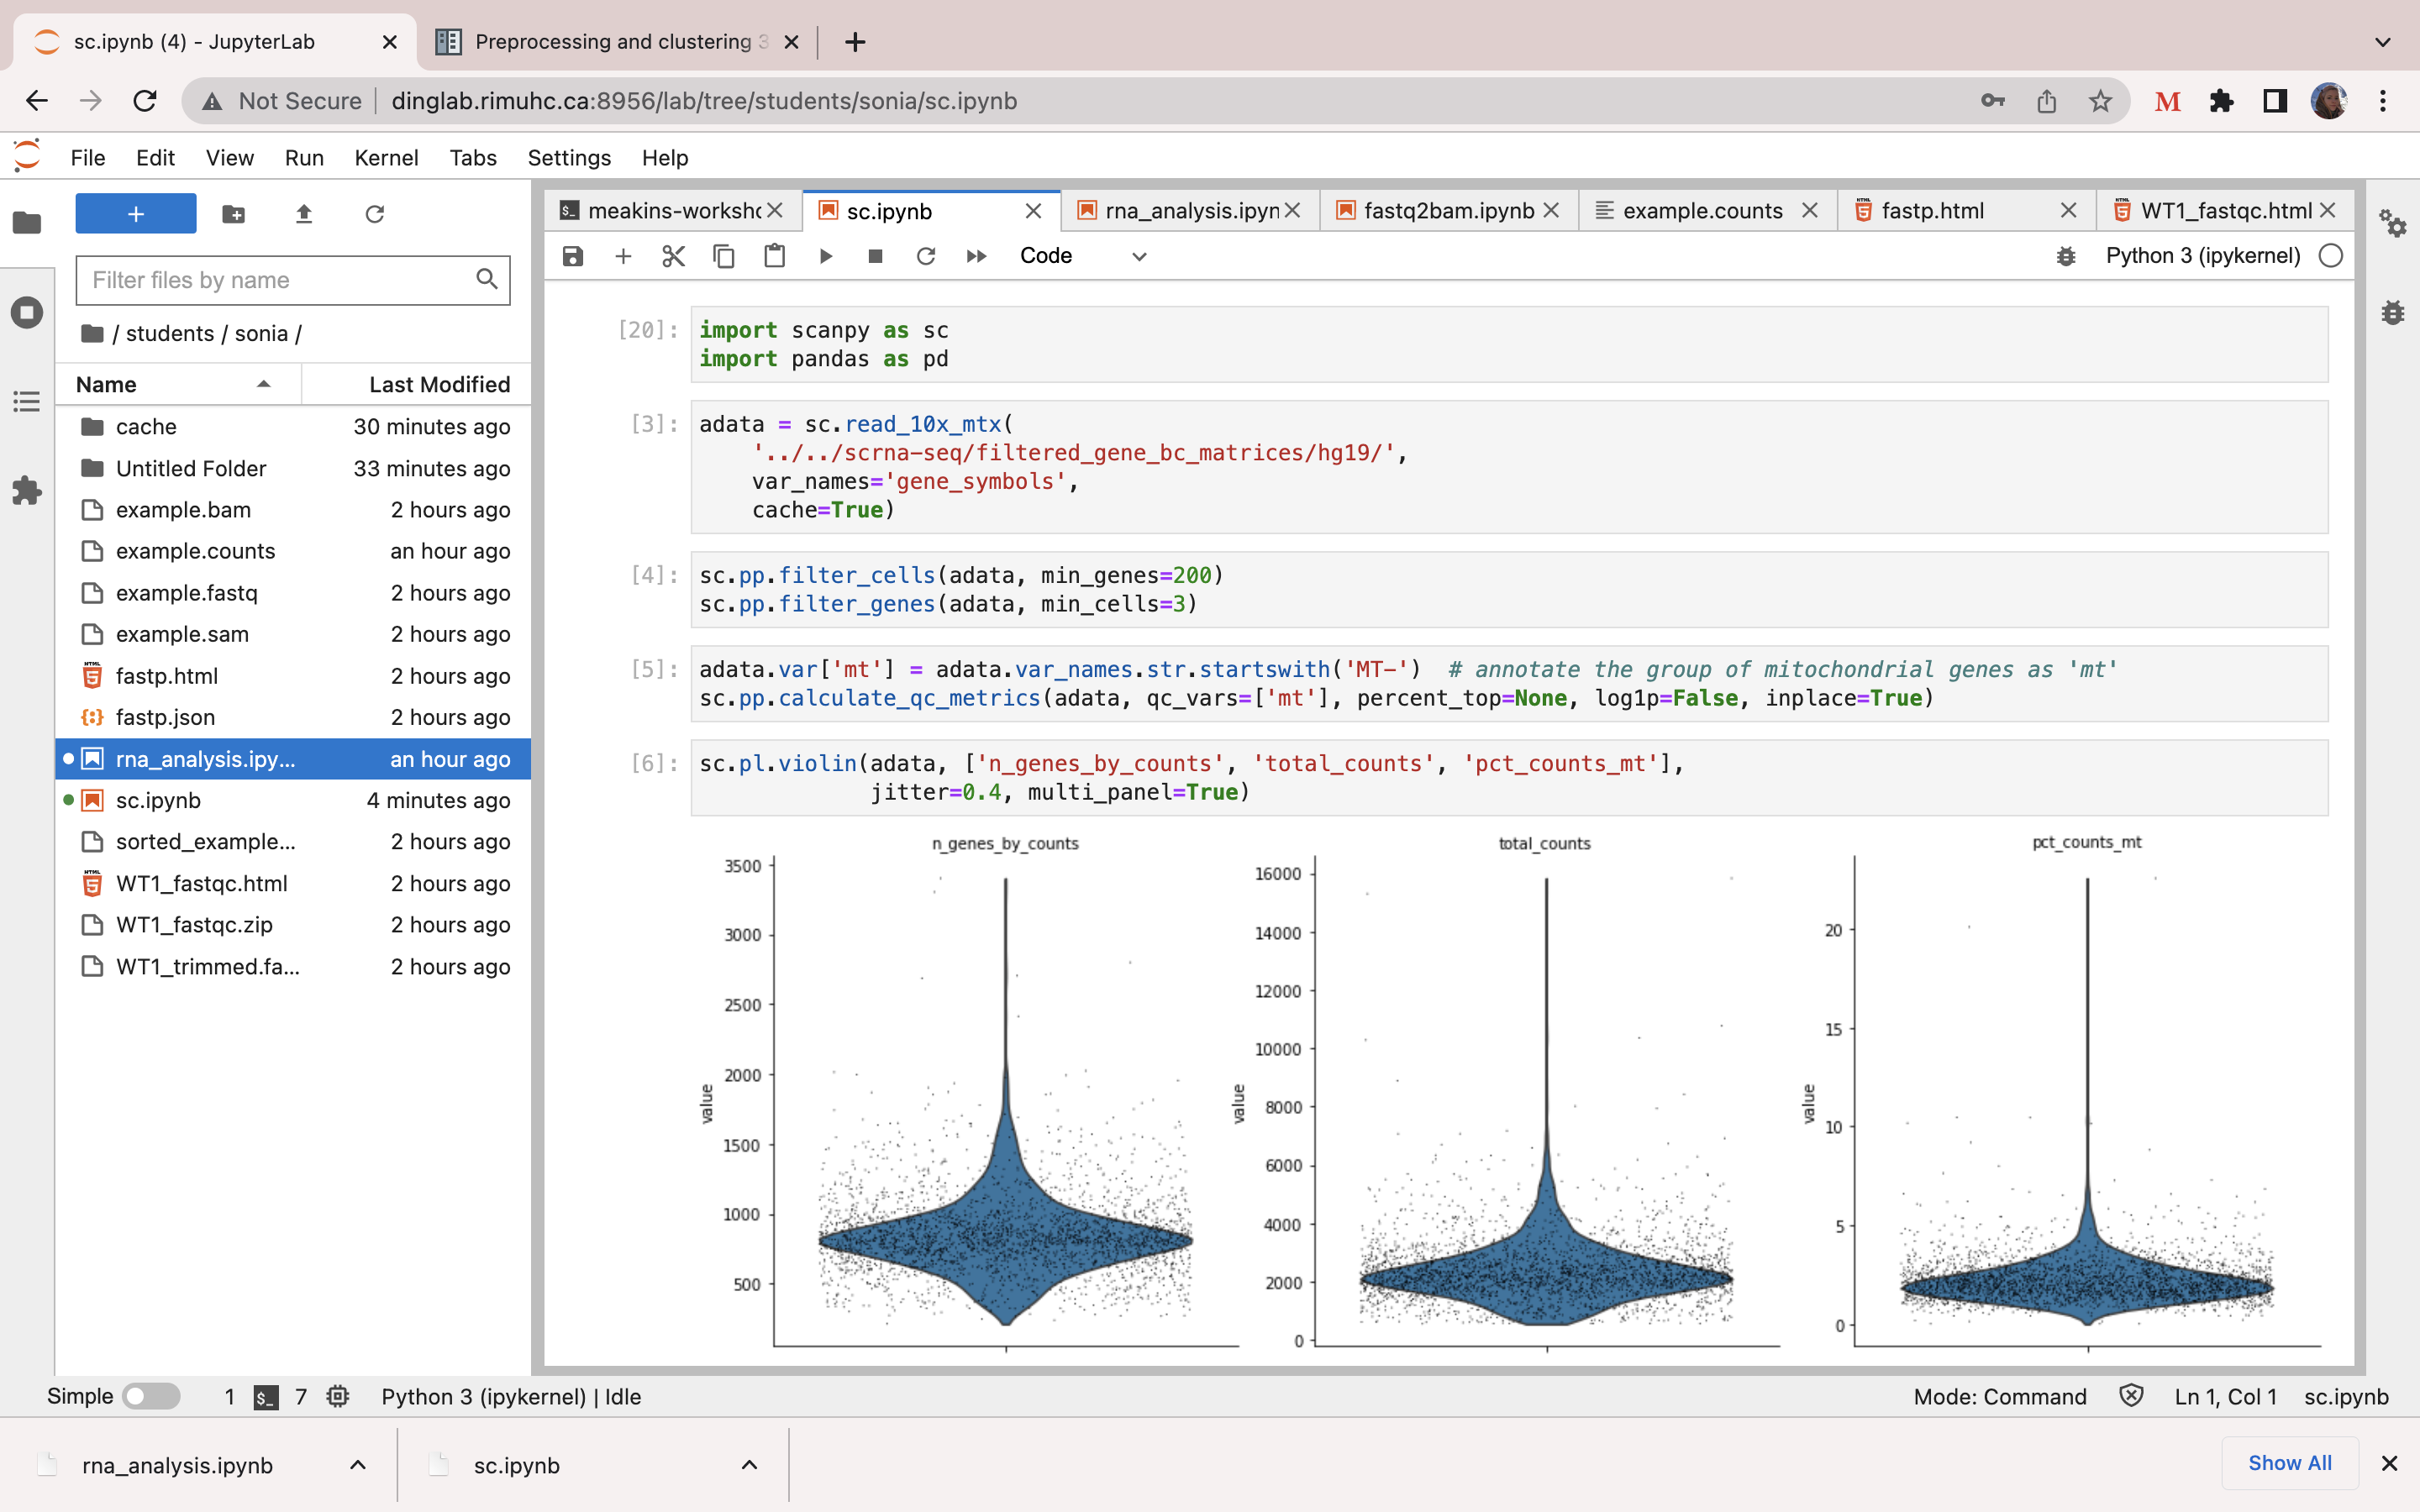 sc.ipynb (4) - JupyterLab
Preprocessing and clustering 3
Not Secure
dinglab.rimuhc.ca:8956/lab/tree/students/sonia/sc.ipynb
M
File Edit View Run Kernel Tabs Settings Help
Filter files by name
/ students / sonia /
Name Last Modified
cache 30 minutes ago
Untitled Folder 33 minutes ago
example.bam 2 hours ago
example.counts an hour ago
example.fastq 2 hours ago
example.sam 2 hours ago
fastp.html 2 hours ago
fastp.json 2 hours ago
rna_analysis.ipy... an hour ago
sc.ipynb 4 minutes ago
sorted_example... 2 hours ago
WT1_fastqc.html 2 hours ago
WT1_fastqc.zip 2 hours ago
WT1_trimmed.fa... 2 hours ago
meakins-worksho
sc.ipynb
rna_analysis.ipyn
fastq2bam.ipynb
example.counts
fastp.html
WT1_fastqc.html
Code
Python 3 (ipykernel)
[20]: import scanpy as sc
import pandas as pd
[3]: adata = sc.read_10x_mtx(
'../../scrna-seq/filtered_gene_bc_matrices/hg19/',
var_names='gene_symbols',
cache=True)
[4]: sc.pp.filter_cells(adata, min_genes=200)
sc.pp.filter_genes(adata, min_cells=3)
[5]: adata.var['mt'] = adata.var_names.str.startswith('MT-')  # annotate the group of mitochondrial genes as 'mt'
sc.pp.calculate_qc_metrics(adata, qc_vars=['mt'], percent_top=None, log1p=False, inplace=True)
[6]: sc.pl.violin(adata, ['n_genes_by_counts', 'total_counts', 'pct_counts_mt'],
jitter=0.4, multi_panel=True)
n_genes_by_counts
3500
3000
2500
2000
1500
1000
500
value
total_counts
16000
14000
12000
10000
8000
6000
4000
2000
0
value
pct_counts_mt
20
15
10
5
0
value
Simple 1 $_ 7 Python 3 (ipykernel) | Idle
Mode: Command Ln 1, Col 1 sc.ipynb
rna_analysis.ipynb
sc.ipynb
Show All